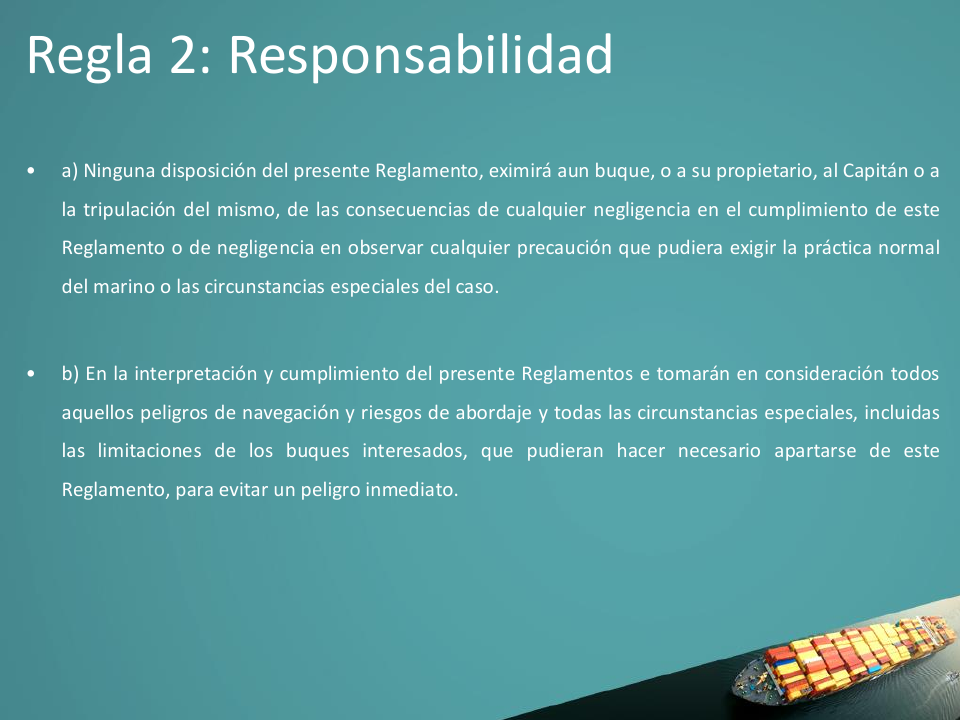 Regla 2: Responsabilidad
• a) Ninguna disposición del presente Reglamento, eximirá aun buque, o a su propietario, al Capitán o a
la tripulación del mismo, de las consecuencias de cualquier negligencia en el cumplimiento de este
Reglamento o de negligencia en observar cualquier precaución que pudiera exigir la práctica normal
del marino o las circunstancias especiales del caso.
• b) En la interpretación y cumplimiento del presente Reglamentos e tomarán en consideración todos
aquellos peligros de navegación y riesgos de abordaje y todas las circunstancias especiales, incluidas
las limitaciones de los buques interesados, que pudieran hacer necesario apartarse de este
Reglamento, para evitar un peligro inmediato.